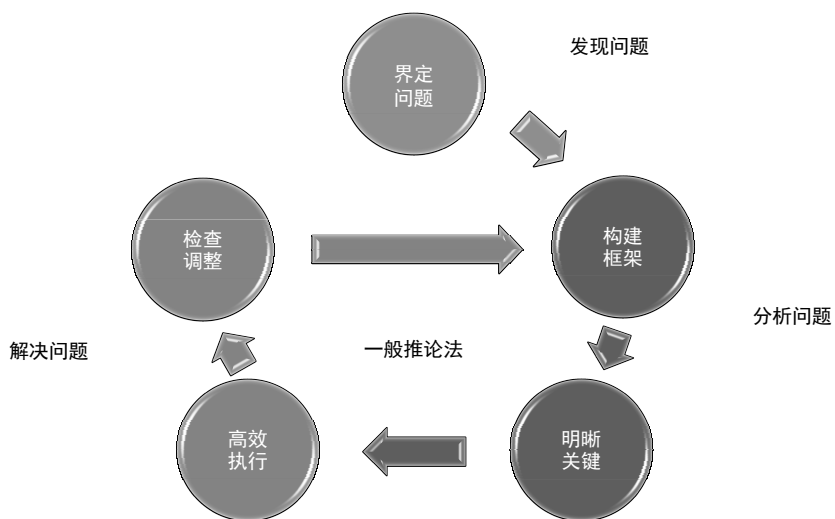 界定
问题
发现问题
检查
调整
构建
框架
分析问题
解决问题
一般推论法
高效
执行
明晰
关键